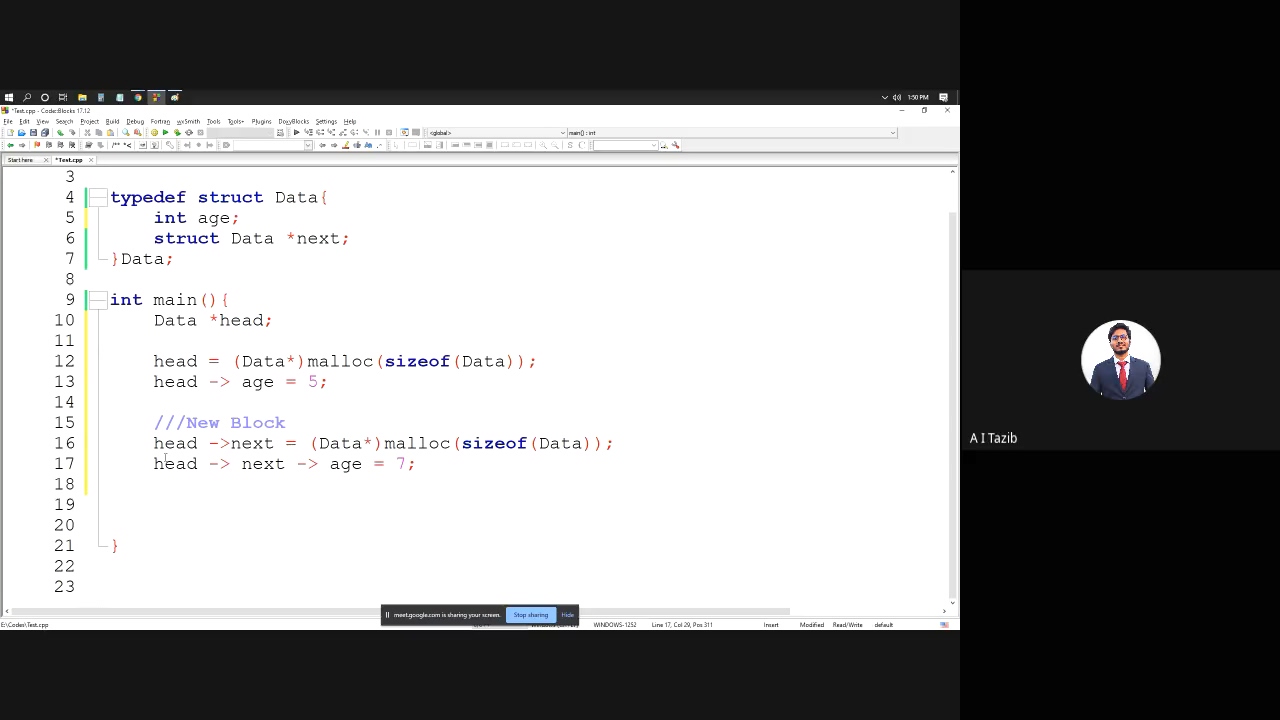 1:50 PM
*Test.cpp - Code::Blocks 17.12
File Edit View Search Project Build Debug Fortran wxSmith Tools Tools+ Plugins DoxyBlocks Settings Help
<global> main() : int
Start here *Test.cpp
3
4 typedef struct Data{
5 int age;
6 struct Data *next;
7 }Data;
8
9 int main(){
10 Data *head;
11
12 head = (Data*)malloc(sizeof(Data));
13 head -> age = 5;
14
15 ///New Block
16 head ->next = (Data*)malloc(sizeof(Data));
17 head -> next -> age = 7;
18
19
20
21 }
22
23
meet.google.com is sharing your screen. Stop sharing Hide
E:\Codes\Test.cpp WINDOWS-1252 Line 17, Col 29, Pos 311 Insert Modified Read/Write default
A I Tazib